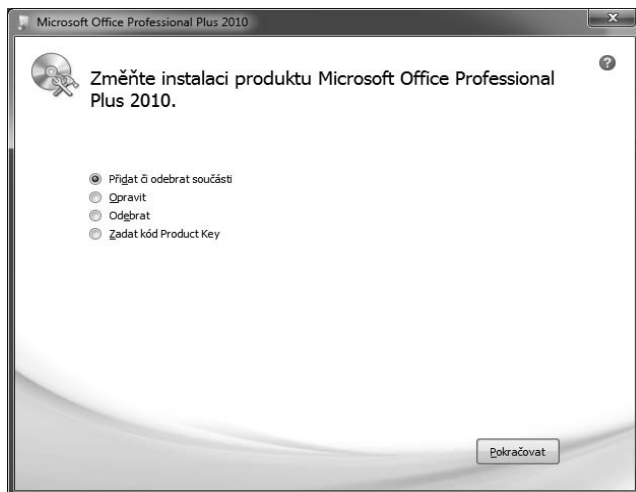 Microsoft Office Professional Plus 2010
Změňte instalaci produktu Microsoft Office Professional
Plus 2010.
Přidat či odebrat součásti
Opravit
Odebrat
Zadat kód Product Key
Pokračovat